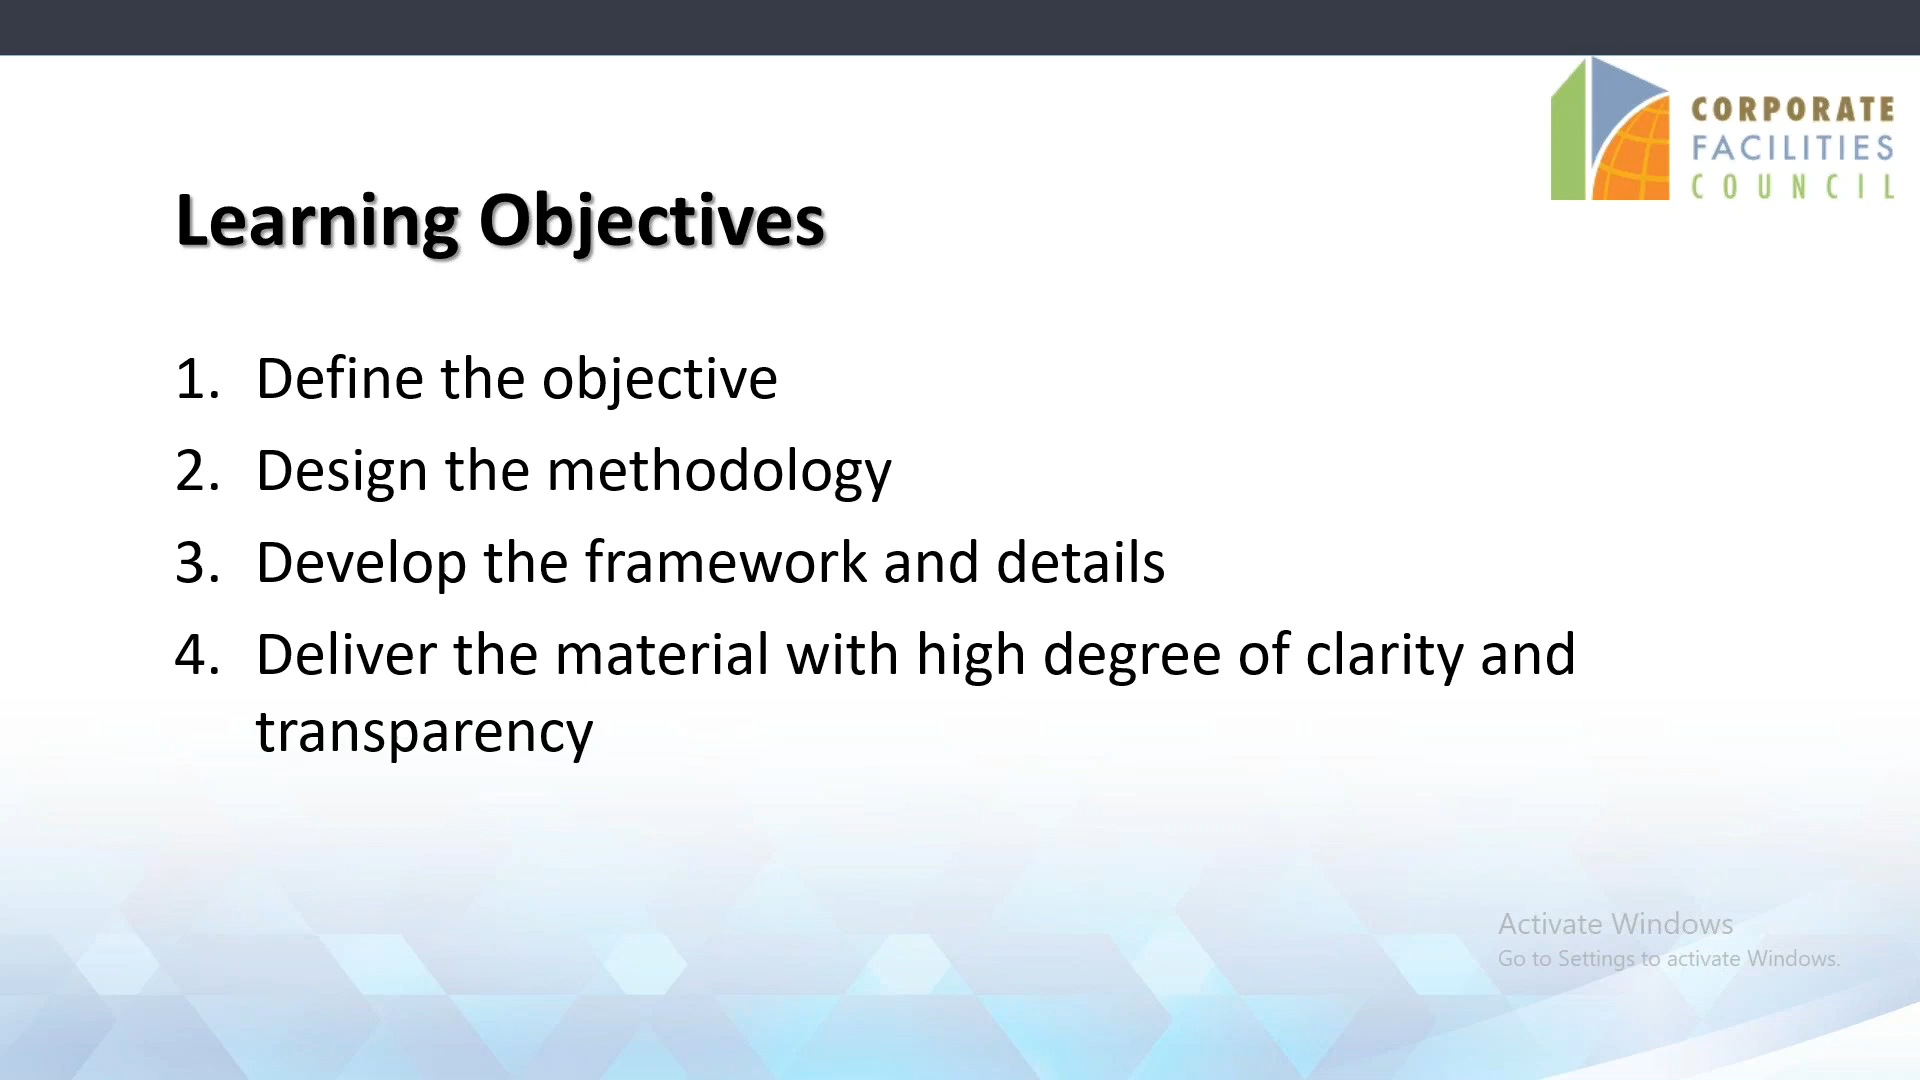 CORPORATE
FACILITIES
COUNCIL
Learning Objectives
1. Define the objective
2. Design the methodology
3. Develop the framework and details
4. Deliver the material with high degree of clarity and
transparency
Activate Windows
Go to Settings to activate Windows.